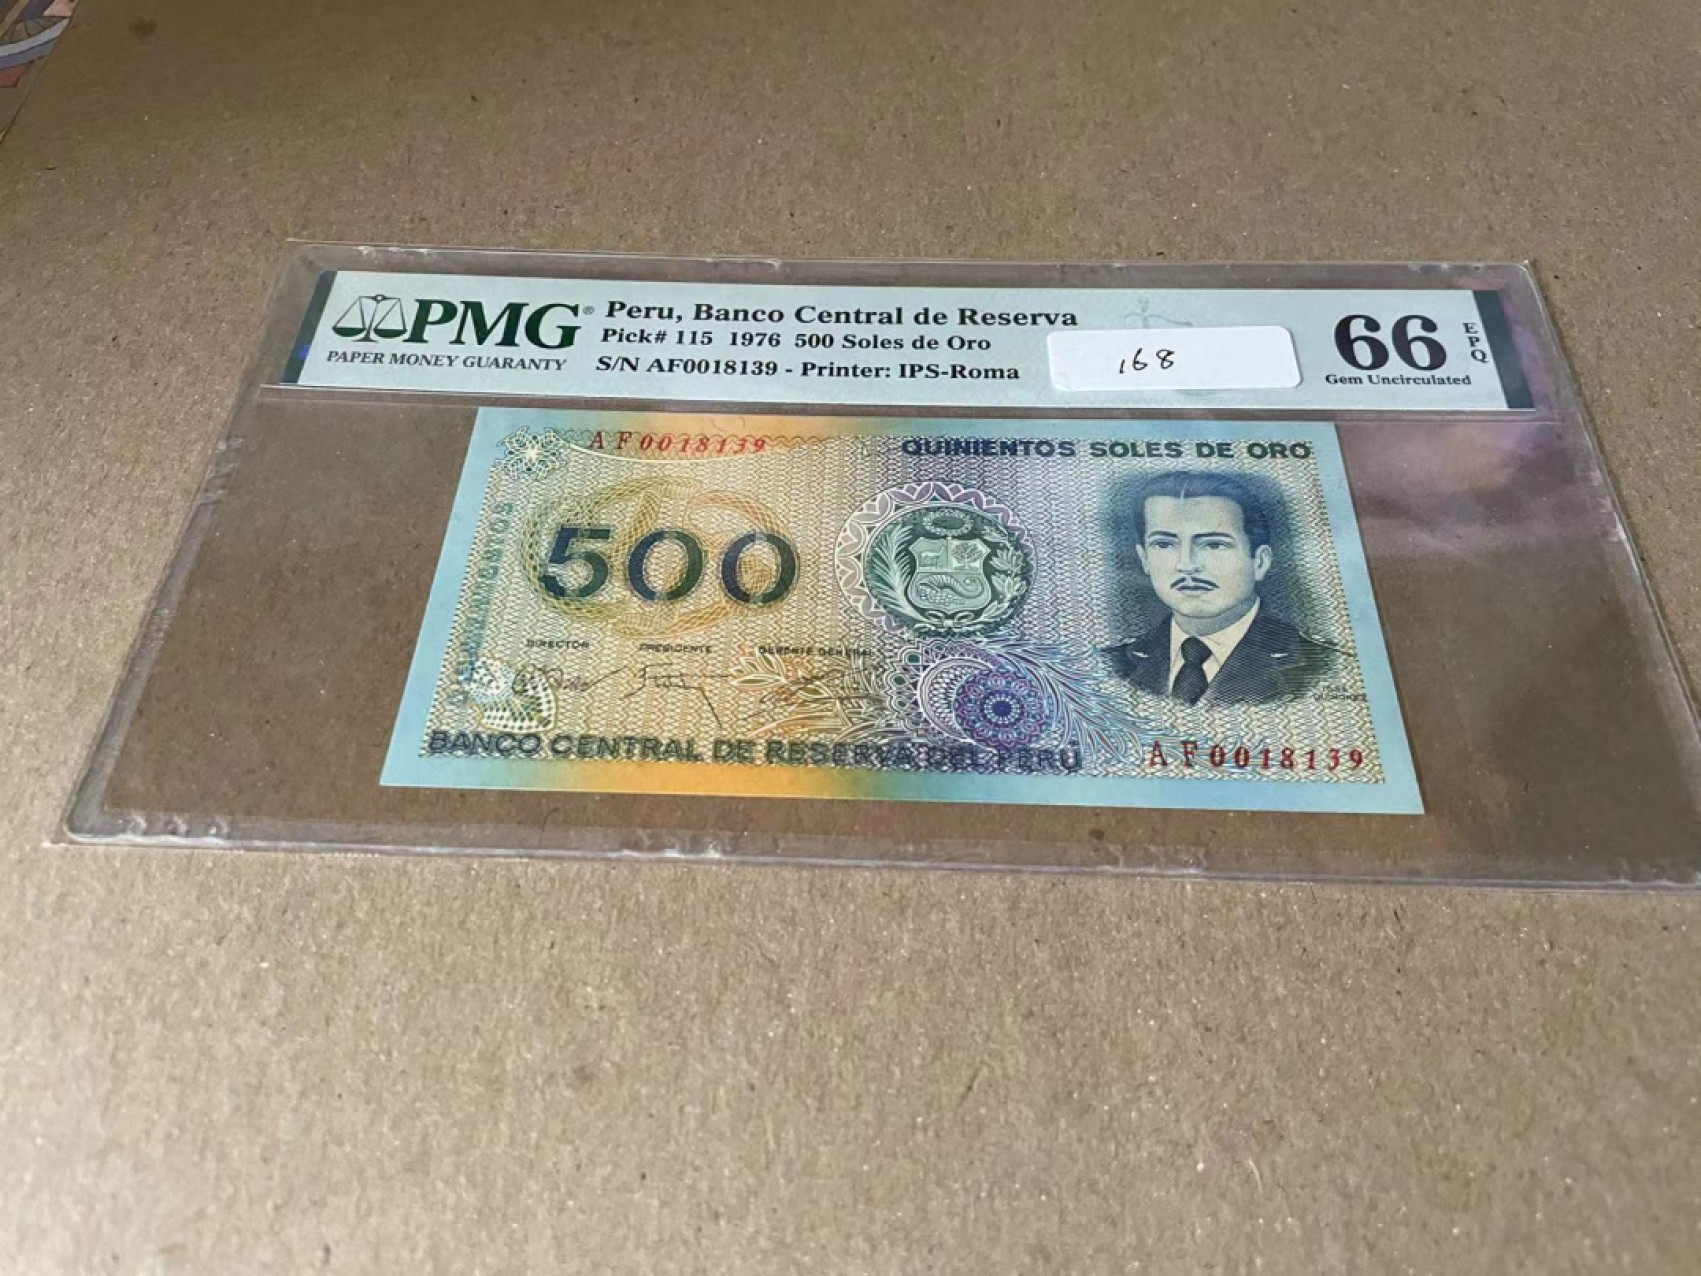 PMG®
PAPER MONEY GUARANTY
Peru, Banco Central de Reserva
Pick# 115 1976 500 Soles de Oro
S/N AF0018139 - Printer: IPS-Roma
168
66
EPQ
Gem Uncirculated
AF0018139
QUINIENTOS SOLES DE ORO
500
DIRECTOR PRESIDENTE GERENTE GENERAL
QUIÑONES
BANCO CENTRAL DE RESERVA DEL PERÚ
AF0018139